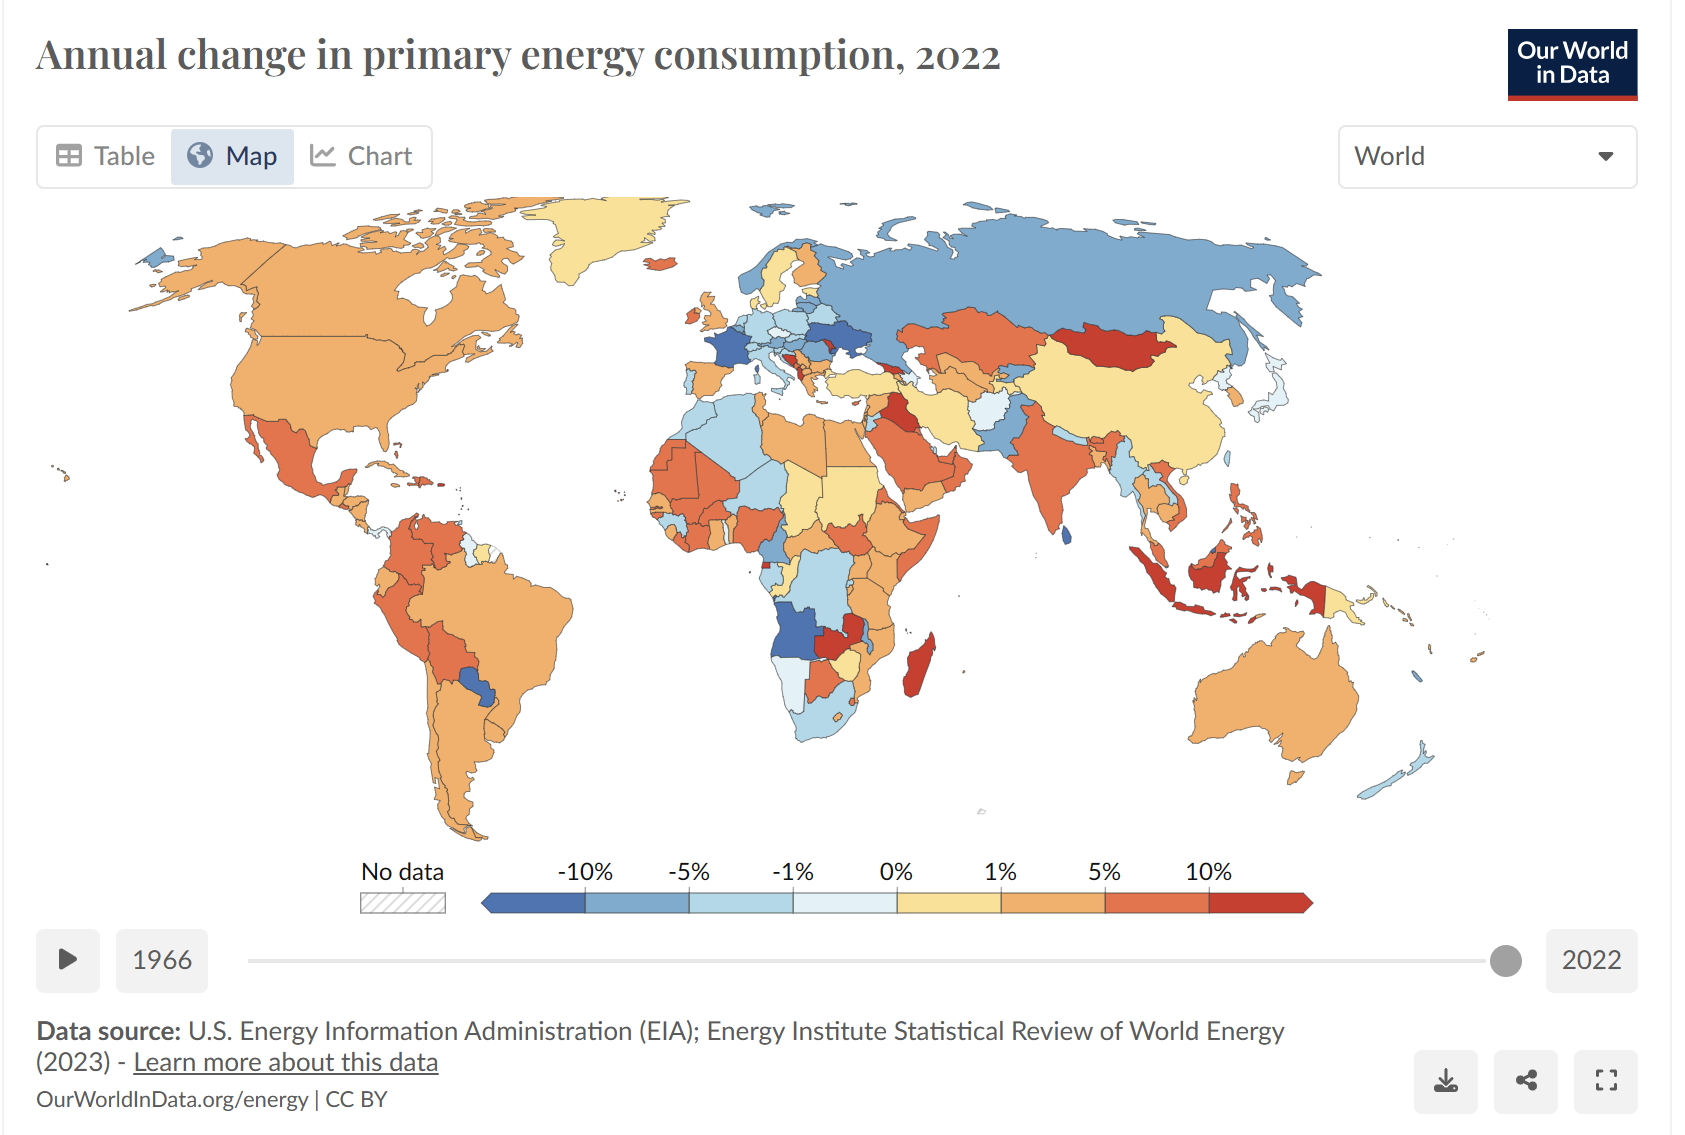 Annual change in primary energy consumption, 2022
Our World
in Data
Table
Map
Chart
World
No data
-10%
-5%
-1%
0%
1%
5%
10%
1966
2022
Data source: U.S. Energy Information Administration (EIA); Energy Institute Statistical Review of World Energy
(2023) - Learn more about this data
OurWorldInData.org/energy | CC BY